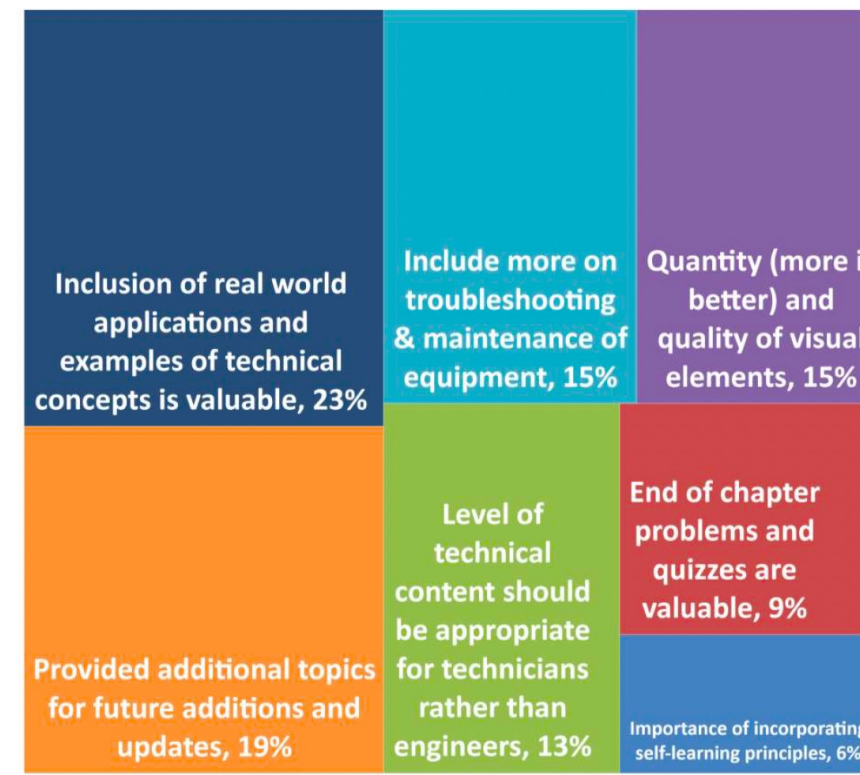 Inclusion of real world
applications and
examples of technical
concepts is valuable, 23%
Include more on
troubleshooting
& maintenance of
equipment, 15%
Quantity (more i
better) and
quality of visual
elements, 15%
Provided additional topics
for future additions and
updates, 19%
Level of
technical
content should
be appropriate
for technicians
rather than
engineers, 13%
End of chapter
problems and
quizzes are
valuable, 9%
Importance of incorporating
self-learning principles, 6%